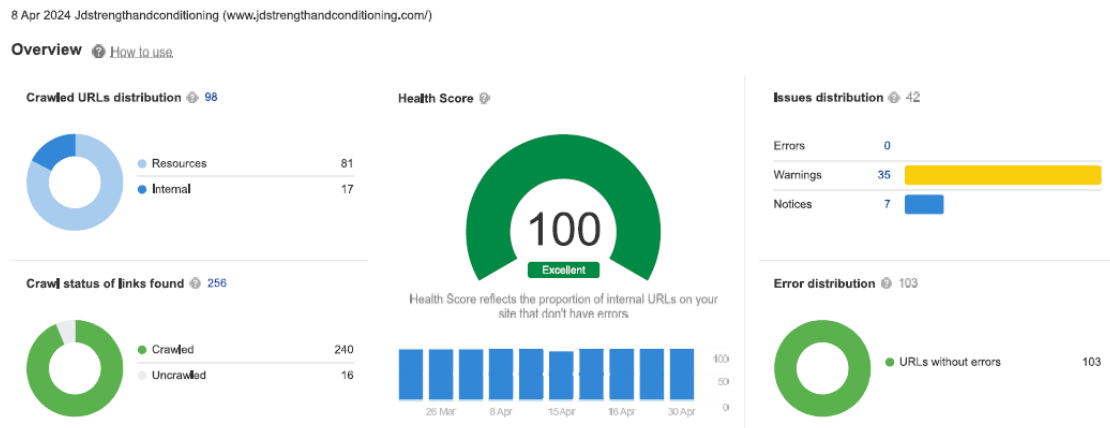 8 Apr 2024 Jdstrengthandconditioning (www.jdstrengthandconditioning.com/)
Overview ? How to use
Crawled URLs distribution ? 98
Resources 81
Internal 17
Crawl status of links found ? 256
Crawled 240
Uncrawled 16
Health Score ?
100
Excellent
Health Score reflects the proportion of internal URLs on your
site that don't have errors.
100
50
0
26 Mar 8 Apr 15 Apr 16 Apr 30 Apr
Issues distribution ? 42
Errors 0
Warnings 35
Notices 7
Error distribution ? 103
URLs without errors 103